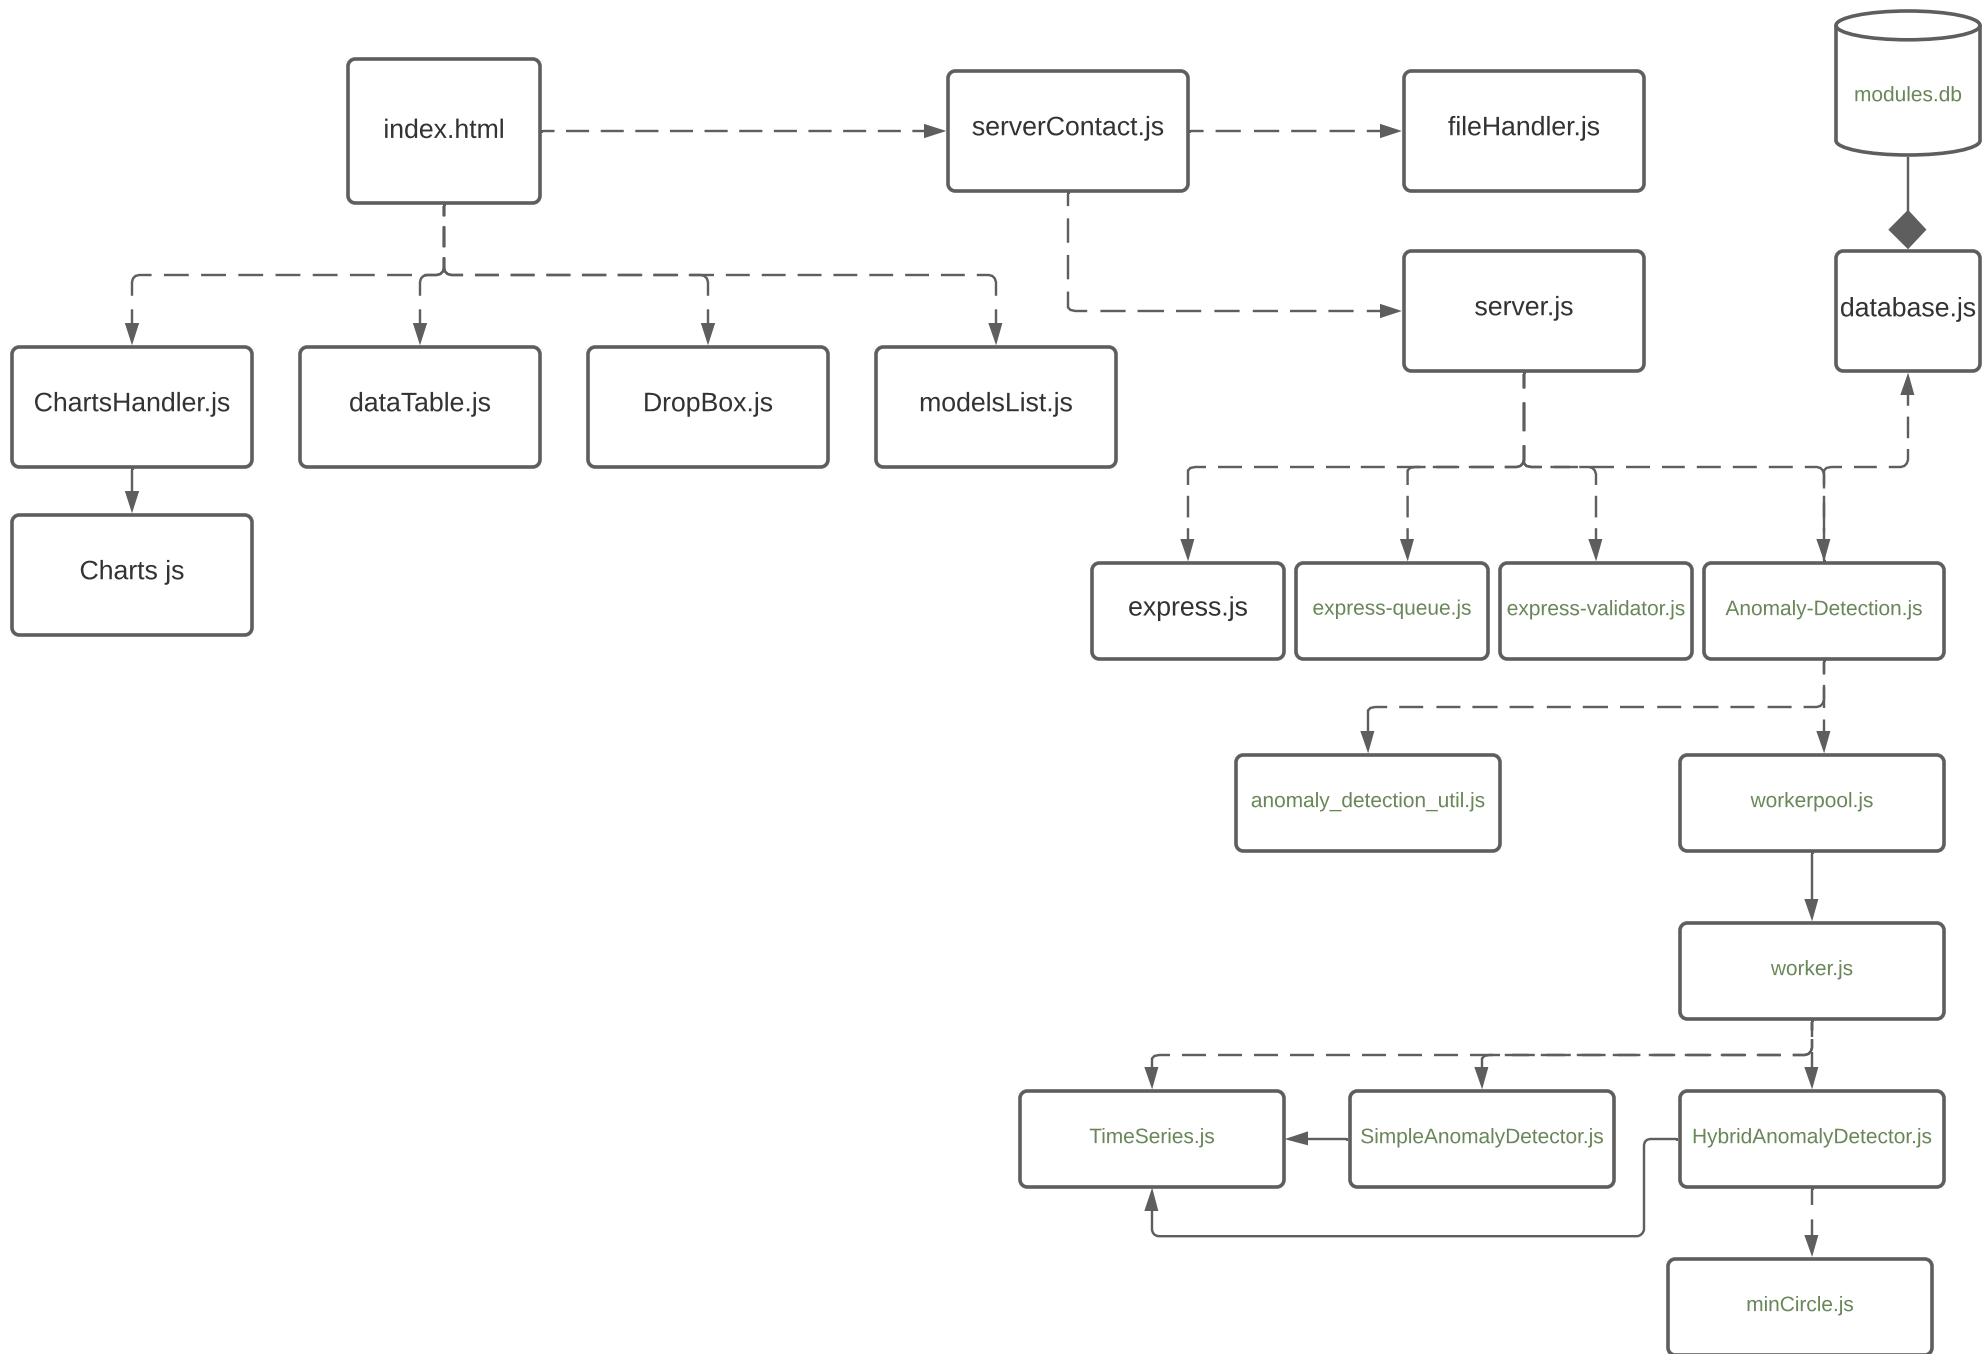 modules.db
index.html
serverContact.js
fileHandler.js
server.js
database.js
ChartsHandler.js
dataTable.js
DropBox.js
modelsList.js
Charts js
express.js
express-queue.js
express-validator.js
Anomaly-Detection.js
anomaly_detection_util.js
workerpool.js
worker.js
TimeSeries.js
SimpleAnomalyDetector.js
HybridAnomalyDetector.js
minCircle.js